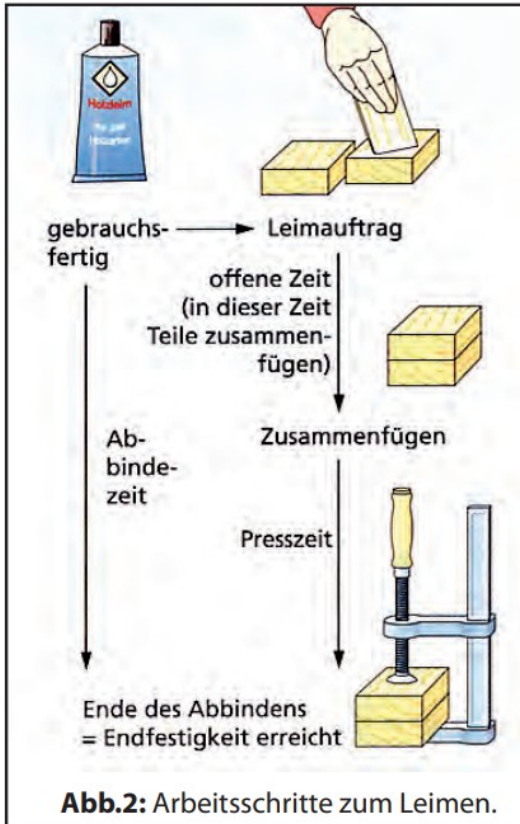 Holzleim
gebrauchs-
fertig
Leimauftrag
offene Zeit
(in dieser Zeit
Teile zusammen-
fügen)
Ab-
binde-
zeit
Zusammenfügen
Presszeit
Ende des Abbindens
= Endfestigkeit erreicht
Abb.2: Arbeitsschritte zum Leimen.